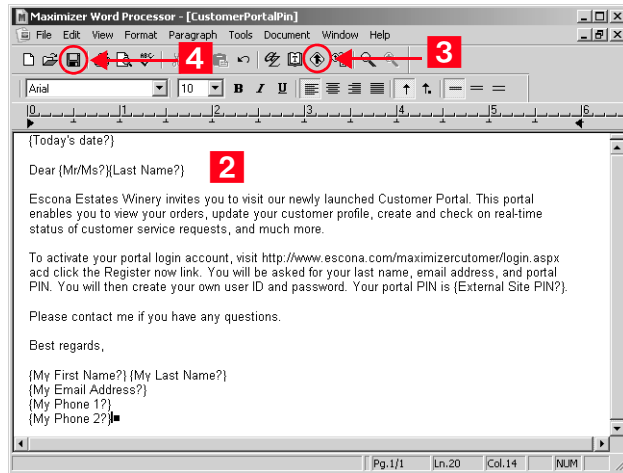 Maximizer Word Processor - [CustomerPortalPin]
File Edit View Format Paragraph Tools Document Window Help
4
3
Arial 10 B I U
0 1 2 3 4 5 6
{Today's date?}
Dear {Mr/Ms?}{Last Name?}
2
Escona Estates Winery invites you to visit our newly launched Customer Portal. This portal
enables you to view your orders, update your customer profile, create and check on real-time
status of customer service requests, and much more.
To activate your portal login account, visit http://www.escona.com/maximizercutomer/login.aspx
acd click the Register now link. You will be asked for your last name, email address, and portal
PIN. You will then create your own user ID and password. Your portal PIN is {External Site PIN?}.
Please contact me if you have any questions.
Best regards,
{My First Name?} {My Last Name?}
{My Email Address?}
{My Phone 1?}
{My Phone 2?}
Pg.1/1 Ln.20 Col.14 NUM